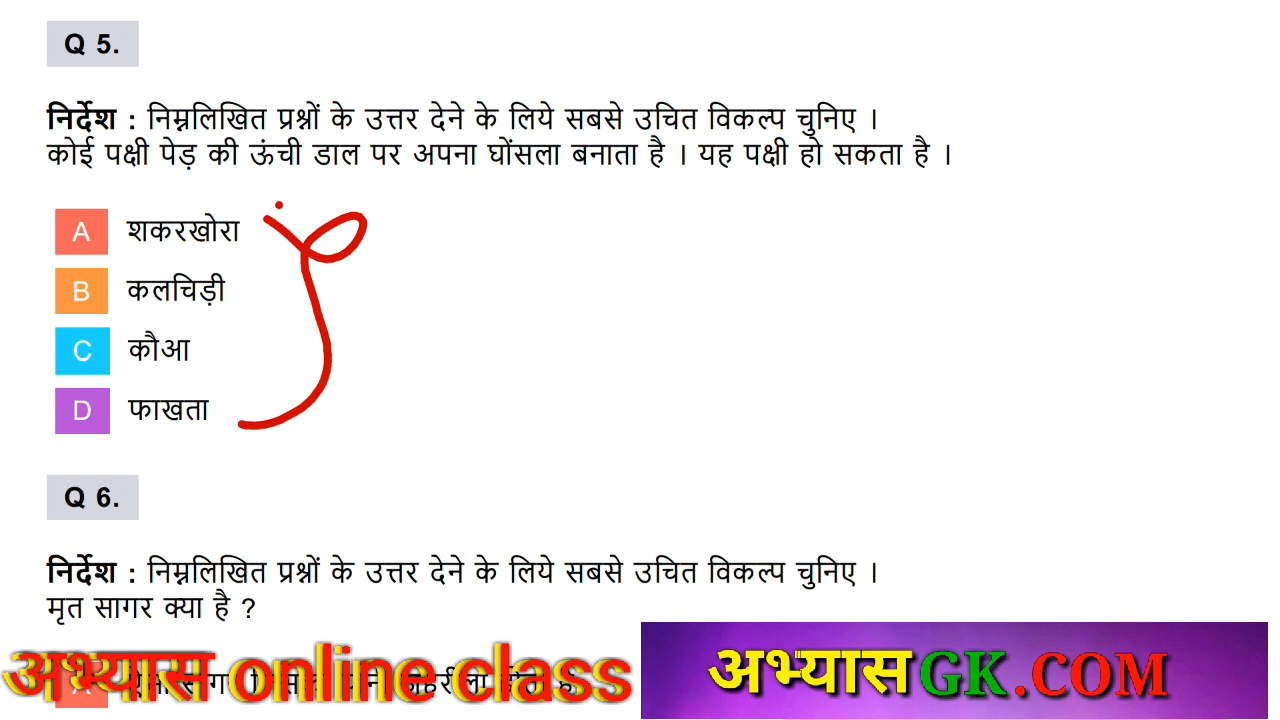 Q 5.
निर्देश : निम्नलिखित प्रश्नों के उत्तर देने के लिये सबसे उचित विकल्प चुनिए ।
कोई पक्षी पेड़ की ऊंची डाल पर अपना घोंसला बनाता है । यह पक्षी हो सकता है ।
A शकरखोरा
B कलचिड़ी
C कौआ
D फाखता
Q 6.
निर्देश : निम्नलिखित प्रश्नों के उत्तर देने के लिये सबसे उचित विकल्प चुनिए ।
मृत सागर क्या है ?
A
अभ्यास online class
अभ्यास GK.COM